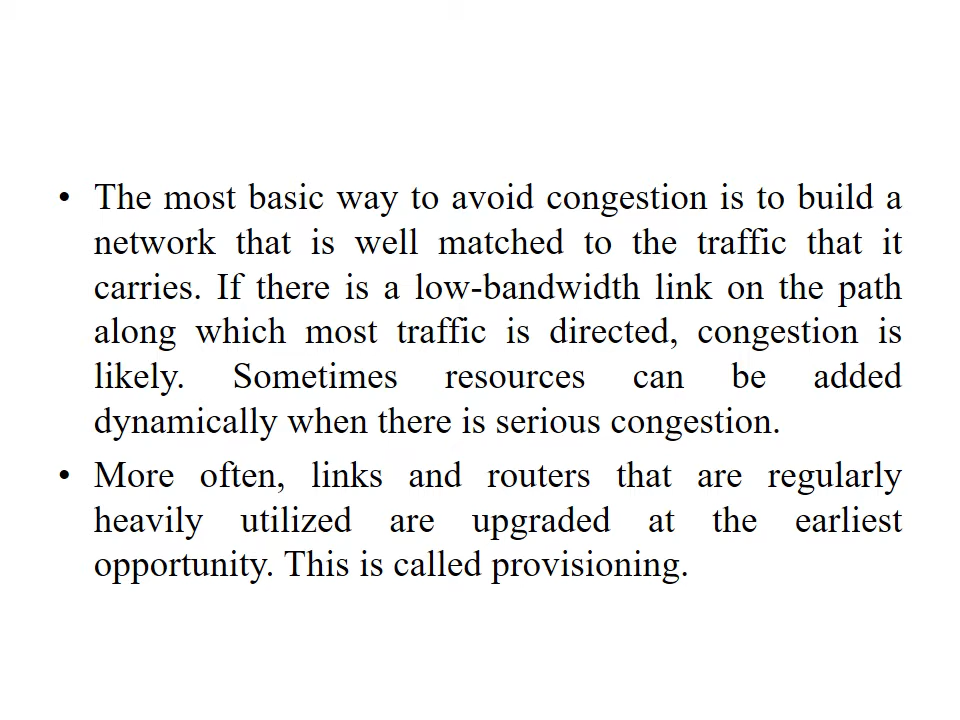 • The most basic way to avoid congestion is to build a
network that is well matched to the traffic that it
carries. If there is a low-bandwidth link on the path
along which most traffic is directed, congestion is
likely. Sometimes resources can be added
dynamically when there is serious congestion.
• More often, links and routers that are regularly
heavily utilized are upgraded at the earliest
opportunity. This is called provisioning.